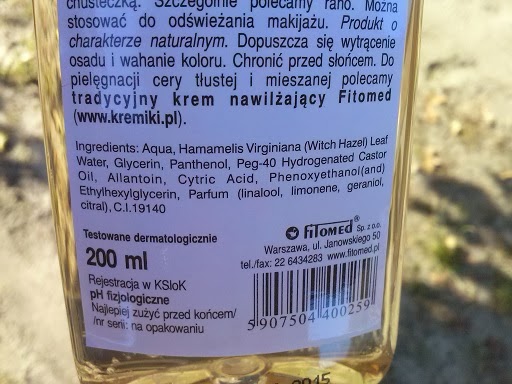 chusteczką. Szczególnie polecamy rano. Można
stosować do odświeżania makijażu. Produkt o
charakterze naturalnym. Dopuszcza się wytrącenie
osadu i wahanie koloru. Chronić przed słońcem. Do
pielęgnacji cery tłustej i mieszanej polecamy
tradycyjny krem nawilżający Fitomed
(www.kremiki.pl).
Ingredients: Aqua, Hamamelis Virginiana (Witch Hazel) Leaf
Water, Glycerin, Panthenol, Peg-40 Hydrogenated Castor
Oil, Allantoin, Cytric Acid, Phenoxyethanol(and)
Ethylhexylglycerin, Parfum (linalool, limonene, geraniol,
citral), C.I.19140
Testowane dermatologicznie
200 ml
Rejestracja w KSIoK
pH fizjologiczne
Najlepiej zużyć przed końcem/
/nr serii: na opakowaniu
FITOMED® Sp. z o.o.
Warszawa, ul. Janowskiego 50
tel./fax: 22 6434283 www.fitomed.pl
5 907504 400259
2015